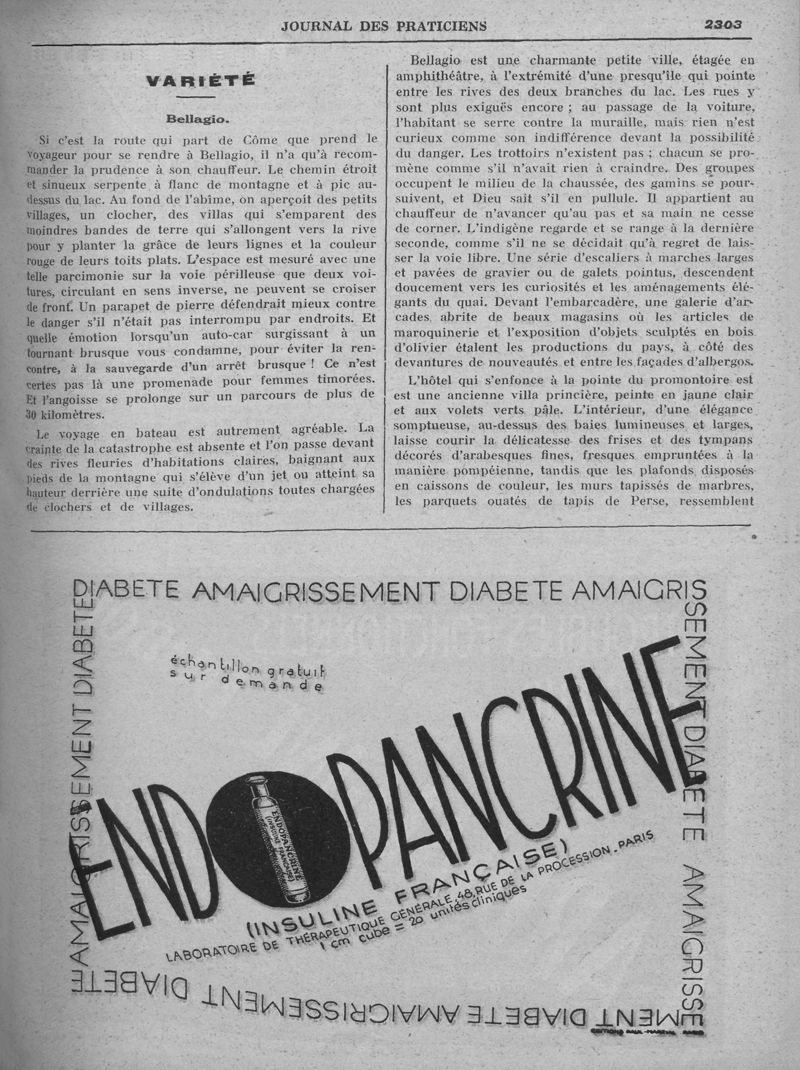 JOURNAL DES PRATICIENS
2303
VARIÉTÉ
Bellagio.
Si c'est la route qui part de Côme que prend le
voyageur pour se rendre à Bellagio, il n'a qu'à recom-
mander la prudence à son chauffeur. Le chemin étroit
et sinueux serpente à flanc de montagne et à pic au-
dessus du lac. Au fond de l'abîme, on aperçoit des petits
villages, un clocher, des villas qui s'emparent des
moindres bandes de terre qui s'allongent vers la rive
pour y planter la grâce de leurs lignes et la couleur
rouge de leurs toits plats. L'espace est mesuré avec une
telle parcimonie sur la voie périlleuse que deux voi-
tures, circulant en sens inverse, ne peuvent se croiser
de front. Un parapet de pierre défendrait mieux contre
le danger s'il n'était pas interrompu par endroits. Et
quelle émotion lorsqu'un auto-car surgissant à un
tournant brusque vous condamne, pour éviter la ren-
contre, à la sauvegarde d'un arrêt brusque ! Ce n'est
certes pas là une promenade pour femmes timorées.
Et l'angoisse se prolonge sur un parcours de plus de
30 kilomètres.
Le voyage en bateau est autrement agréable. La
crainte de la catastrophe est absente et l'on passe devant
des rives fleuries d'habitations claires, baignant aux
pieds de la montagne qui s'élève d'un jet ou atteint sa
hauteur derrière une suite d'ondulations toutes chargées
de clochers et de villages.
Bellagio est une charmante petite ville, étagée en
amphithéâtre, à l'extrémité d'une presqu'île qui pointe
entre les rives des deux branches du lac. Les rues y
sont plus exiguës encore ; au passage de la voiture,
l'habitant se serre contre la muraille, mais rien n'est
curieux comme son indifférence devant la possibilité
du danger. Les trottoirs n'existent pas ; chacun se pro-
mène comme s'il n'avait rien à craindre. Des groupes
occupent le milieu de la chaussée, des gamins se pour-
suivent, et Dieu sait s'il en pullule. Il appartient au
chauffeur de n'avancer qu'au pas et sa main ne cesse
de corner. L'indigène regarde et se range à la dernière
seconde, comme s'il ne se décidait qu'à regret de lais-
ser la voie libre. Une série d'escaliers à marches larges
et pavées de gravier ou de galets pointus, descendent
doucement vers les curiosités et les aménagements élé-
gants du quai. Devant l'embarcadère, une galerie d'ar-
cades, abrite de beaux magasins où les articles de
maroquinerie et l'exposition d'objets sculptés en bois
d'olivier étalent les productions du pays, à côté des
devantures de nouveautés et entre les façades d'albergos.
L'hôtel qui s'enfonce à la pointe du promontoire est
est une ancienne villa princière, peinte en jaune clair
et aux volets verts pâle. L'intérieur, d'une élégance
somptueuse, au-dessus des baies lumineuses et larges,
laisse courir la délicatesse des frises et des tympans
décorés d'arabesques fines, fresques empruntées à la
manière pompéienne, tandis que les plafonds disposés
en caissons de couleur, les murs tapissés de marbres,
les parquets ouatés de tapis de Perse, ressemblent
DIABETE AMAIGRISSEMENT DIABETE AMAIGRIS
SEMENT DIABETE AMAIGRISSE
MENT DIABETE AMAIGRISSEMENT DIABETE
AMAIGRISSEMENT DIABETE
échantillon gratuit
sur demande
ENDOPANCRINE
ENDOPANCRINE
(INSULINE FRANÇAISE)
(INSULINE FRANÇAISE)
LABORATOIRE DE THÉRAPEUTIQUE GÉNÉRALE.48,RUE DE LA PROCESSION.PARIS
1 cm cube = 20 unités cliniques